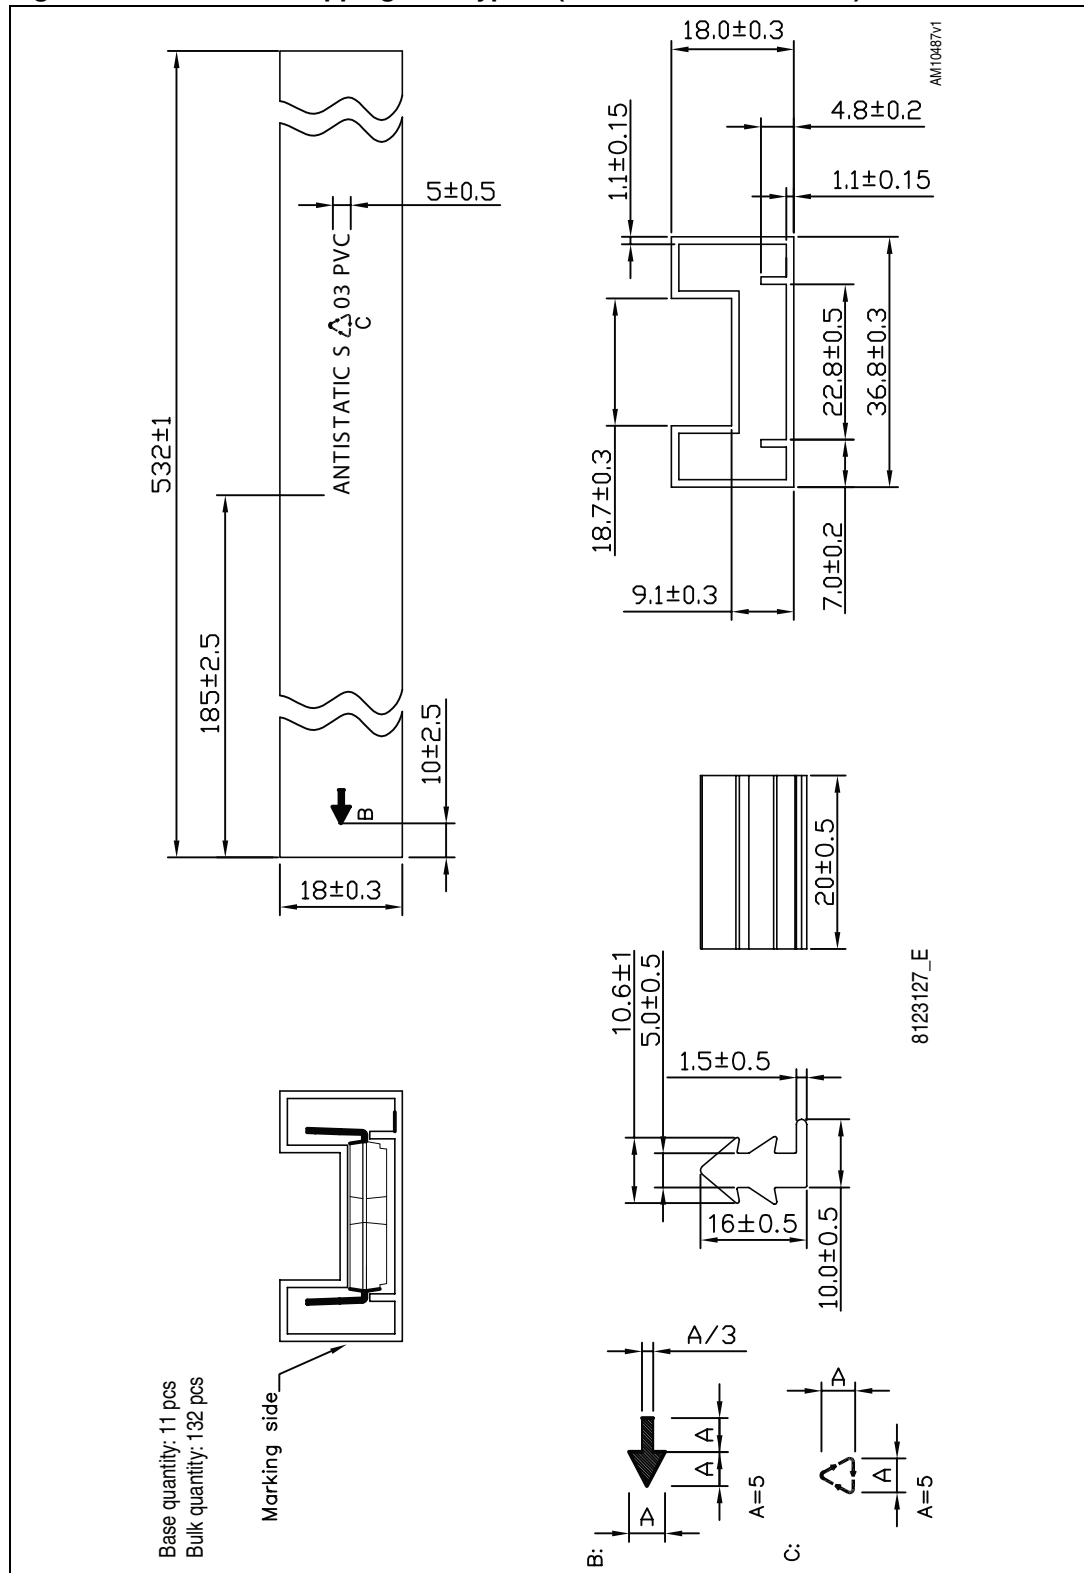 AM10487v1
18.0±0.3
4.8±0.2
1.1±0.15
1.1±0.15
5±0.5
ANTISTATIC S 03 PVC
C
532±1
185±2.5
10±2.5
B
18±0.3
22.8±0.5
36.8±0.3
18.7±0.3
9.1±0.3
7.0±0.2
20±0.5
8123127_E
10.6±1
5.0±0.5
1.5±0.5
16±0.5
10.0±0.5
Marking side
Base quantity: 11 pcs
Bulk quantity: 132 pcs
B:
A/3
A
A
A
A=5
C:
A
A
A=5